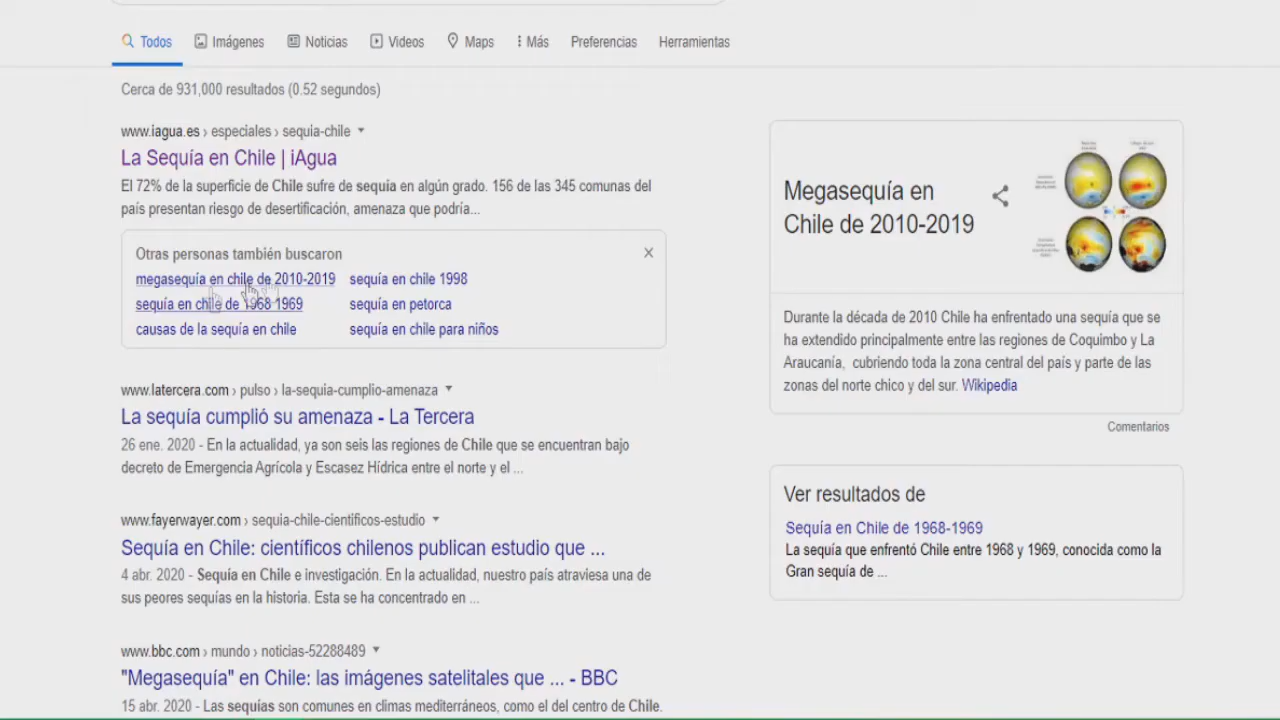 Todos Imágenes Noticias Videos Maps Más Preferencias Herramientas
Cerca de 931,000 resultados (0.52 segundos)
www.iagua.es › especiales › sequia-chile
La Sequía en Chile | iAgua
El 72% de la superficie de Chile sufre de sequia en algún grado. 156 de las 345 comunas del
país presentan riesgo de desertificación, amenaza que podría...
Otras personas también buscaron
megasequía en chile de 2010-2019 sequía en chile 1998
sequía en chile de 1968-1969 sequía en petorca
causas de la sequía en chile sequía en chile para niños
www.latercera.com › pulso › la-sequia-cumplio-amenaza
La sequía cumplió su amenaza - La Tercera
26 ene. 2020 - En la actualidad, ya son seis las regiones de Chile que se encuentran bajo
decreto de Emergencia Agrícola y Escasez Hídrica entre el norte y el ...
www.fayerwayer.com › sequia-chile-cientificos-estudio
Sequía en Chile: científicos chilenos publican estudio que ...
4 abr. 2020 - Sequía en Chile e investigación. En la actualidad, nuestro país atraviesa una de
sus peores sequías en la historia. Esta se ha concentrado en ...
www.bbc.com › mundo › noticias-52288489
"Megasequía" en Chile: las imágenes satelitales que ... - BBC
15 abr. 2020 - Las sequías son comunes en climas mediterráneos, como el del centro de Chile.
Megasequía en
Chile de 2010-2019
Durante la década de 2010 Chile ha enfrentado una sequía que se
ha extendido principalmente entre las regiones de Coquimbo y La
Araucanía, cubriendo toda la zona central del país y parte de las
zonas del norte chico y del sur. Wikipedia
Comentarios
Ver resultados de
Sequía en Chile de 1968-1969
La sequía que enfrentó Chile entre 1968 y 1969, conocida como la
Gran sequía de ...